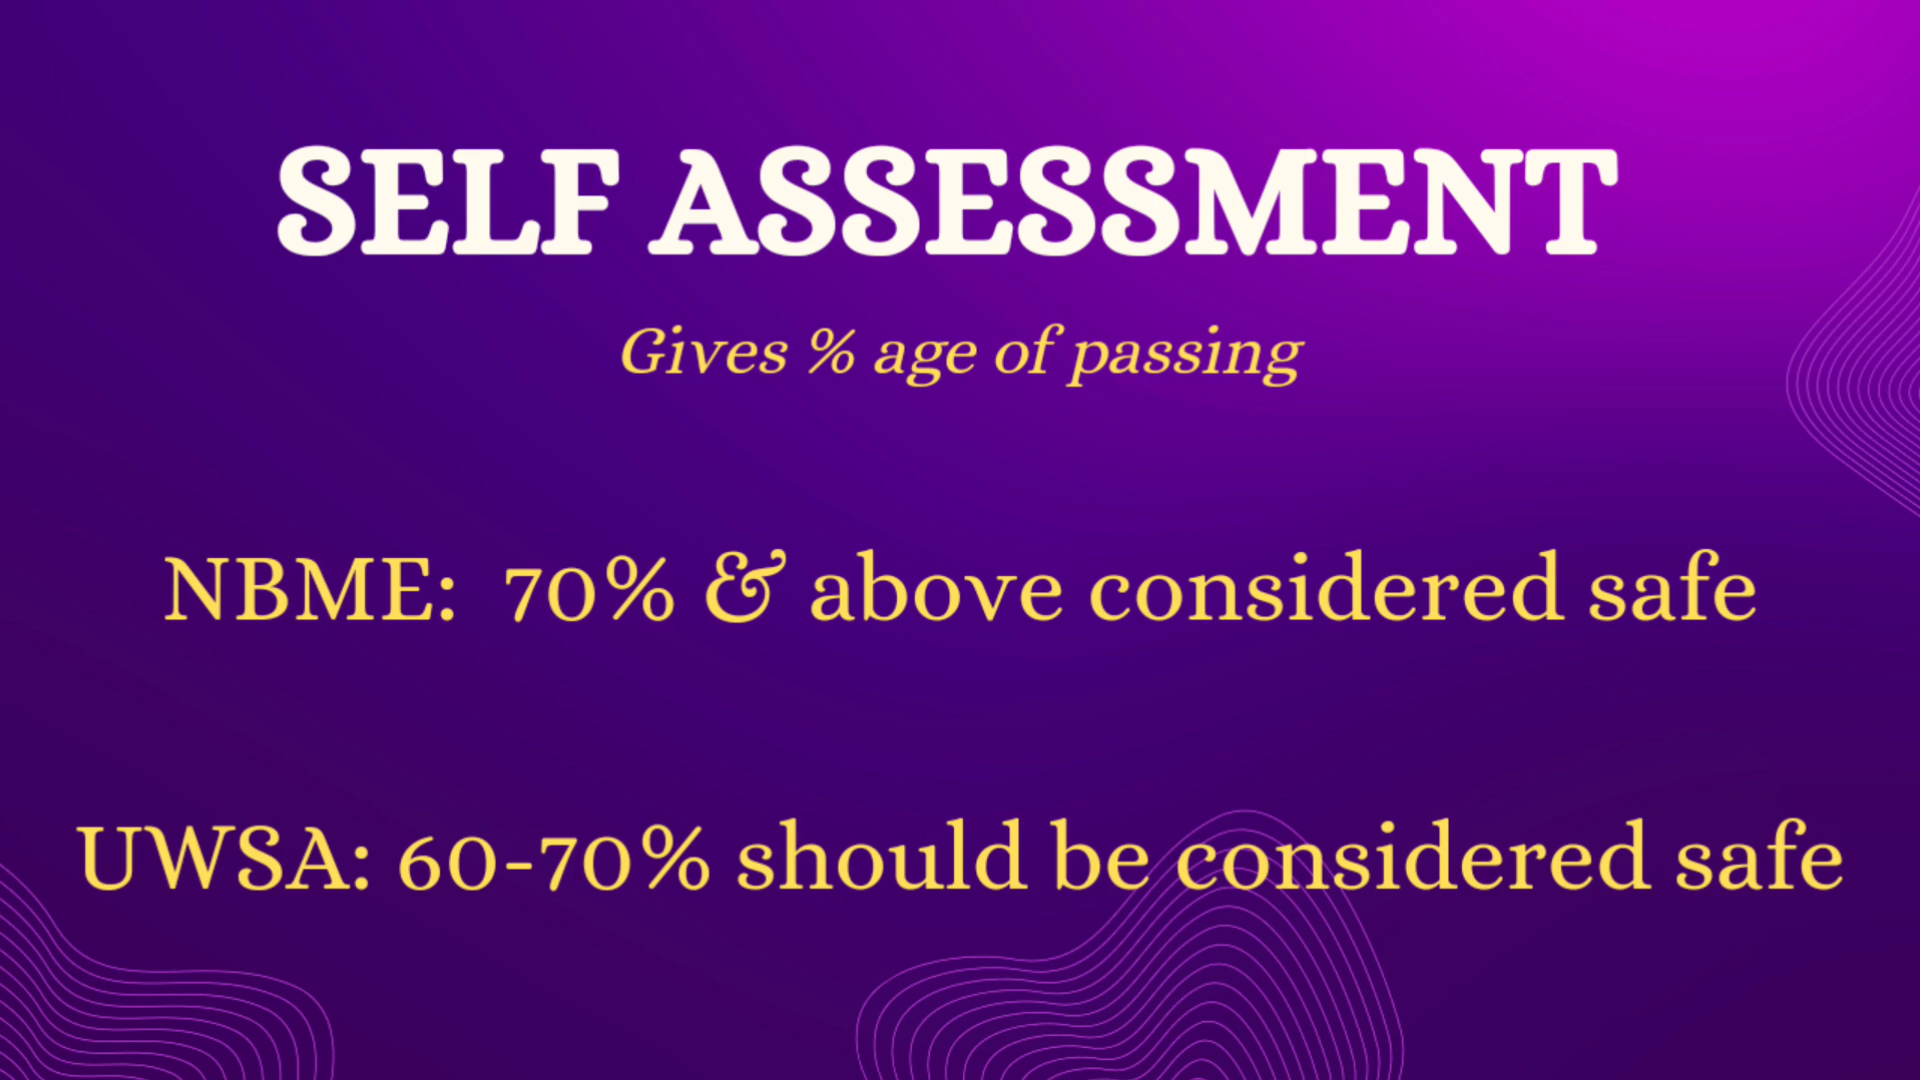 SELF ASSESSMENT
Gives % age of passing
NBME: 70% & above considered safe
UWSA: 60-70% should be considered safe